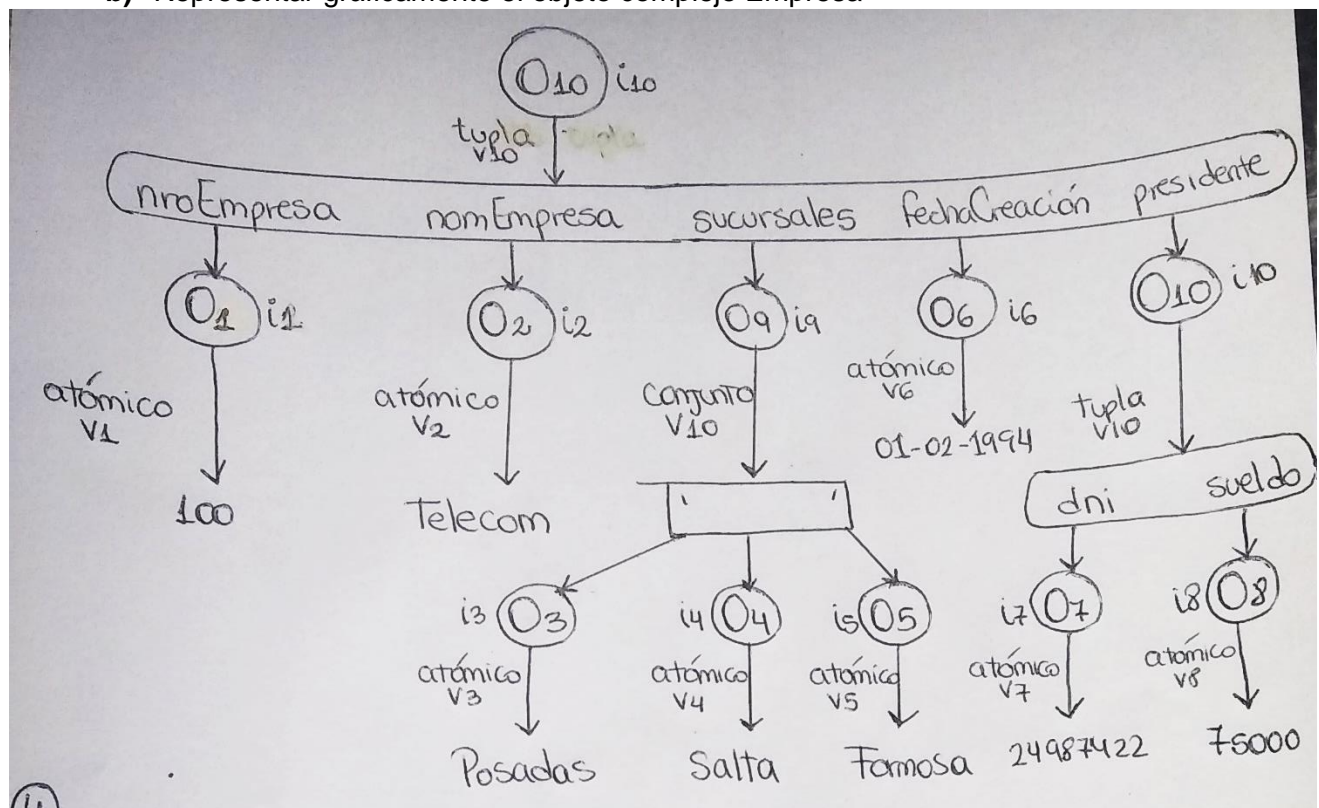 b) Representar gráficamente el objeto complejo Empresa
O10 i10
tupla
v10
nroEmpresa nomEmpresa sucursales fechaCreación presidente
O1 i1 O2 i2 O9 i9 O6 i6 O10 i10
atómico
V1
atómico
V2
conjunto
V10
atómico
V6
tupla
V10
01-02-1994
100
Telecom
dni sueldo
i3 O3 i4 O4 i5 O5 i7 O7 i8 O8
atómico
V3
atómico
V4
atómico
V5
atómico
V7
atómico
V8
Posadas Salta Formosa 24987422 75000